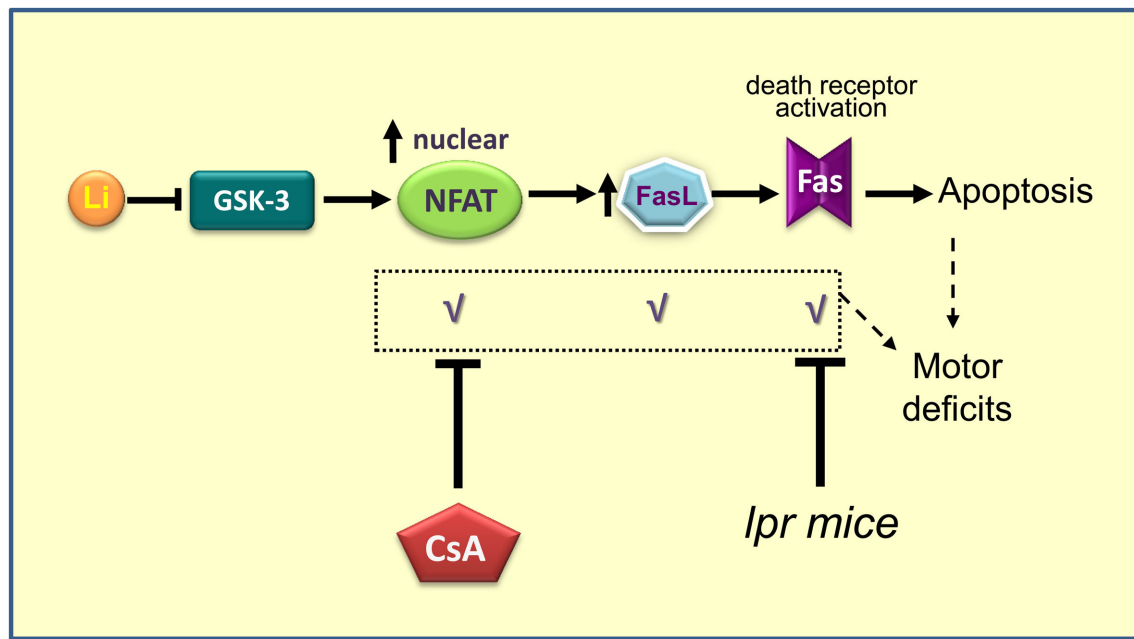 death receptor
activation
nuclear
Li
GSK-3
NFAT
FasL
Fas
Apoptosis
√
√
√
Motor
deficits
CsA
lpr mice